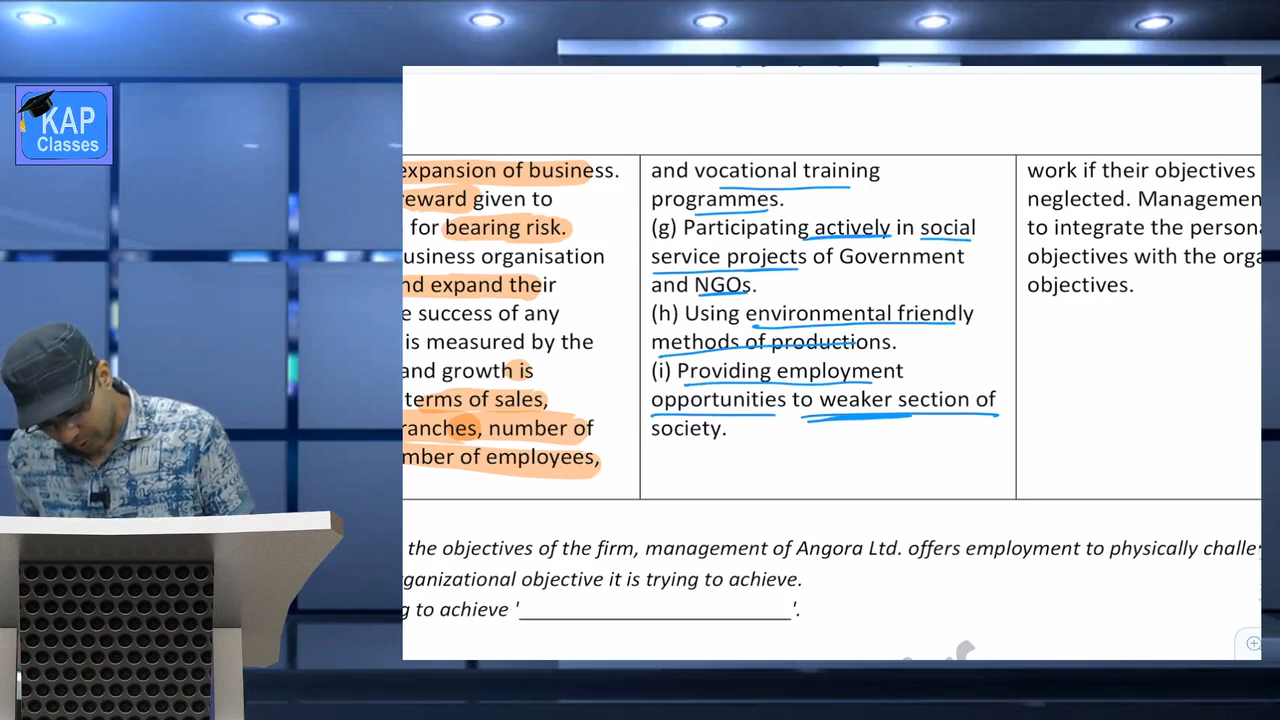 KAP
Classes
expansion of business.
reward given to
for bearing risk.
usiness organisation
nd expand their
e success of any
is measured by the
and growth is
terms of sales,
ranches, number of
mber of employees,
and vocational training
programmes.
(g) Participating actively in social
service projects of Government
and NGOs.
(h) Using environmental friendly
methods of productions.
(i) Providing employment
opportunities to weaker section of
society.
work if their objectives
neglected. Managemen
to integrate the persona
objectives with the orga
objectives.
the objectives of the firm, management of Angora Ltd. offers employment to physically challe
rganizational objective it is trying to achieve.
g to achieve '__________________________'.